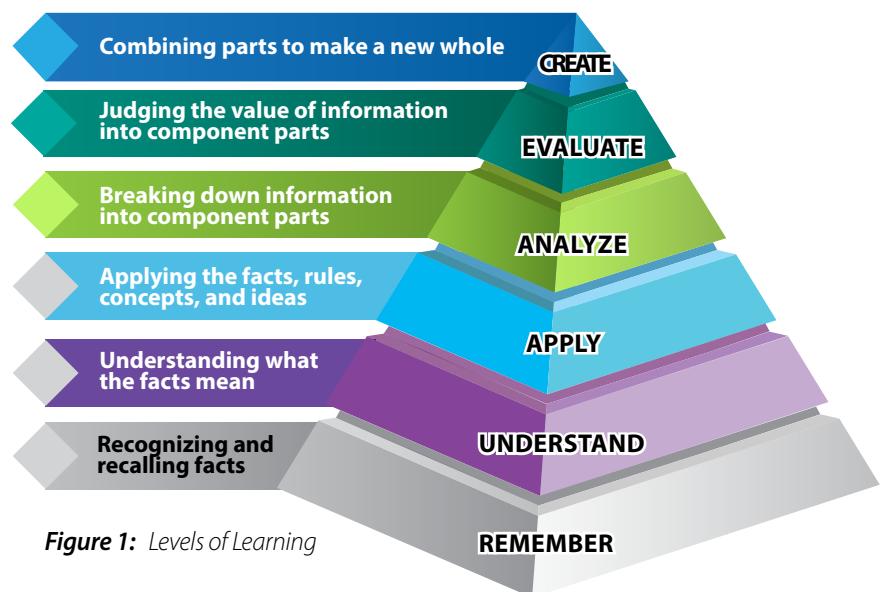 Combining parts to make a new whole
CREATE
Judging the value of information
into component parts
EVALUATE
Breaking down information
into component parts
ANALYZE
Applying the facts, rules,
concepts, and ideas
APPLY
Understanding what
the facts mean
UNDERSTAND
Recognizing and
recalling facts
REMEMBER
Figure 1: Levels of Learning